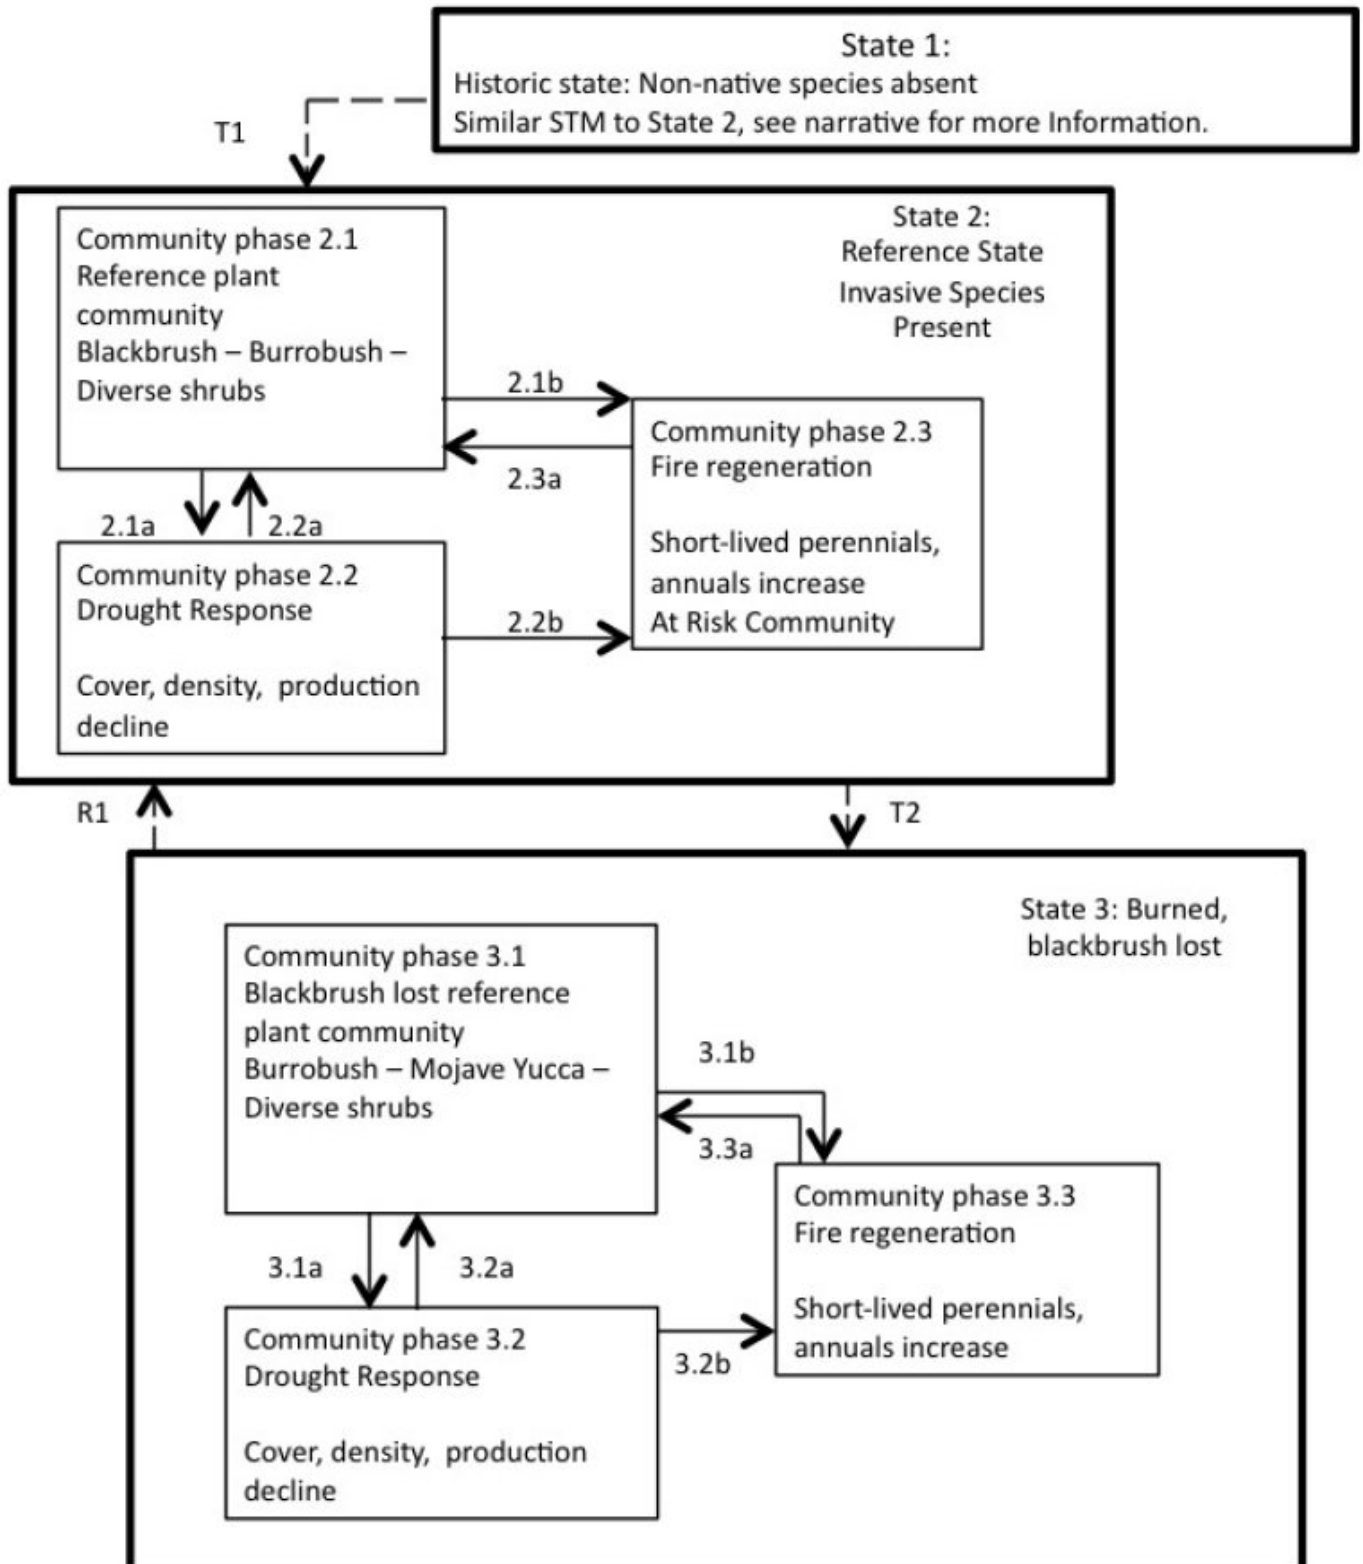 State 1:
Historic state: Non-native species absent
Similar STM to State 2, see narrative for more Information.
T1
State 2:
Reference State
Invasive Species
Present
Community phase 2.1
Reference plant
community
Blackbrush – Burrobush –
Diverse shrubs
2.1b
2.3a
Community phase 2.3
Fire regeneration
Short-lived perennials,
annuals increase
At Risk Community
2.1a
2.2a
Community phase 2.2
Drought Response
Cover, density, production
decline
2.2b
R1
T2
State 3: Burned,
blackbrush lost
Community phase 3.1
Blackbrush lost reference
plant community
Burrobush – Mojave Yucca –
Diverse shrubs
3.1b
3.3a
Community phase 3.3
Fire regeneration
Short-lived perennials,
annuals increase
3.1a
3.2a
Community phase 3.2
Drought Response
Cover, density, production
decline
3.2b